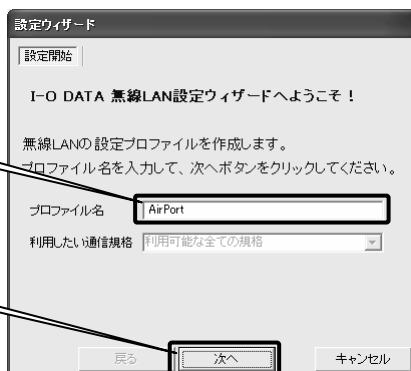 設定ウィザード
設定開始
I-O DATA 無線LAN設定ウィザードへようこそ！
無線LANの設定プロファイルを作成します。
プロファイル名を入力して、次へボタンをクリックしてください。
プロファイル名 AirPort
利用したい通信規格 利用可能な全ての規格
戻る 次へ キャンセル